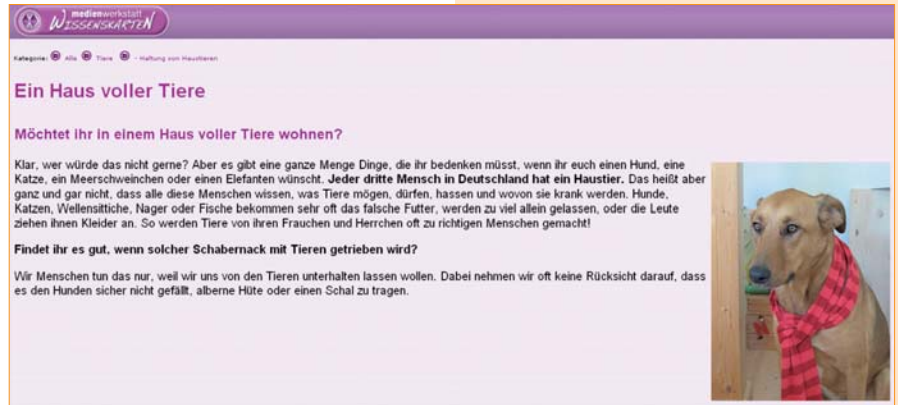 medienwerkstatt
WISSENSKARTEN
Kategorie: Alle Tiere - Haltung von Haustieren
Ein Haus voller Tiere
Möchtet ihr in einem Haus voller Tiere wohnen?
Klar, wer würde das nicht gerne? Aber es gibt eine ganze Menge Dinge, die ihr bedenken müsst, wenn ihr euch einen Hund, eine
Katze, ein Meerschweinchen oder einen Elefanten wünscht. Jeder dritte Mensch in Deutschland hat ein Haustier. Das heißt aber
ganz und gar nicht, dass alle diese Menschen wissen, was Tiere mögen, dürfen, hassen und wovon sie krank werden. Hunde,
Katzen, Wellensittiche, Nager oder Fische bekommen sehr oft das falsche Futter, werden zu viel allein gelassen, oder die Leute
ziehen ihnen Kleider an. So werden Tiere von ihren Frauchen und Herrchen oft zu richtigen Menschen gemacht!
Findet ihr es gut, wenn solcher Schabernack mit Tieren getrieben wird?
Wir Menschen tun das nur, weil wir uns von den Tieren unterhalten lassen wollen. Dabei nehmen wir oft keine Rücksicht darauf, dass
es den Hunden sicher nicht gefällt, alberne Hüte oder einen Schal zu tragen.